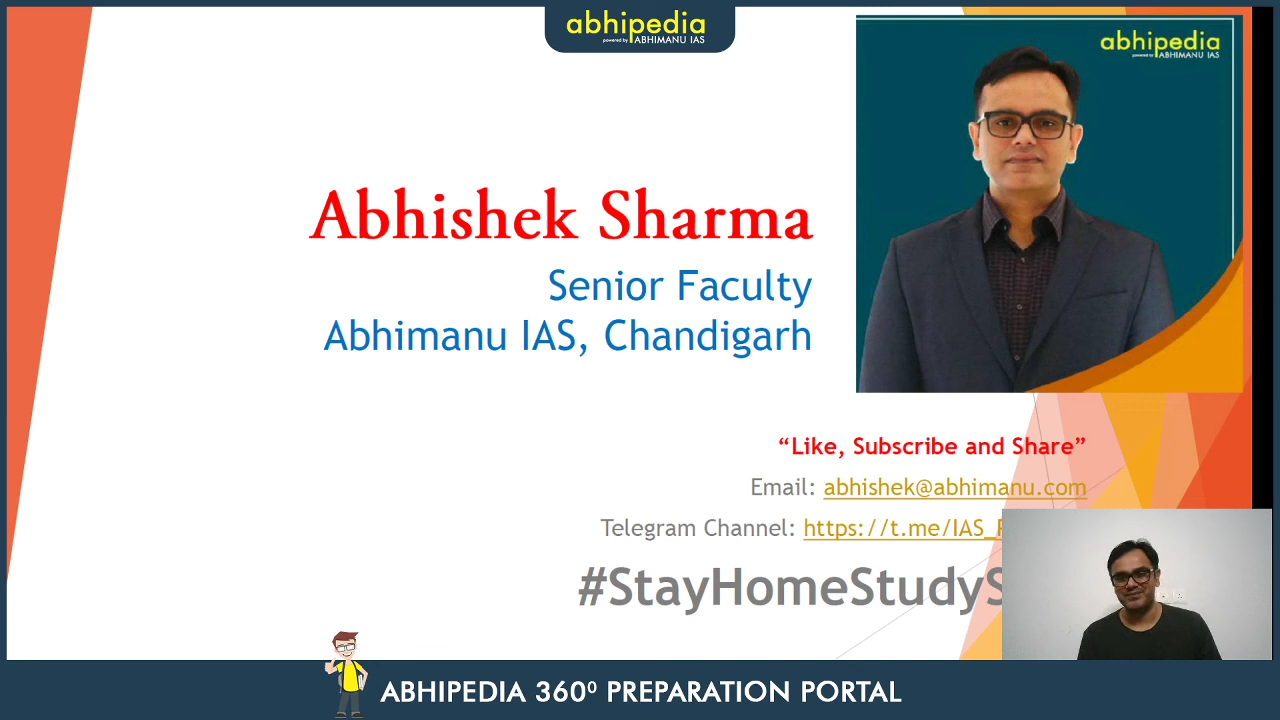 abhipedia
powered by ABHIMANU IAS
abhipedia
powered by ABHIMANU IAS
Abhishek Sharma
Senior Faculty
Abhimanu IAS, Chandigarh
“Like, Subscribe and Share”
Email: abhishek@abhimanu.com
Telegram Channel: https://t.me/IAS_
#StayHomeStudy
ABHIPEDIA 360⁰ PREPARATION PORTAL